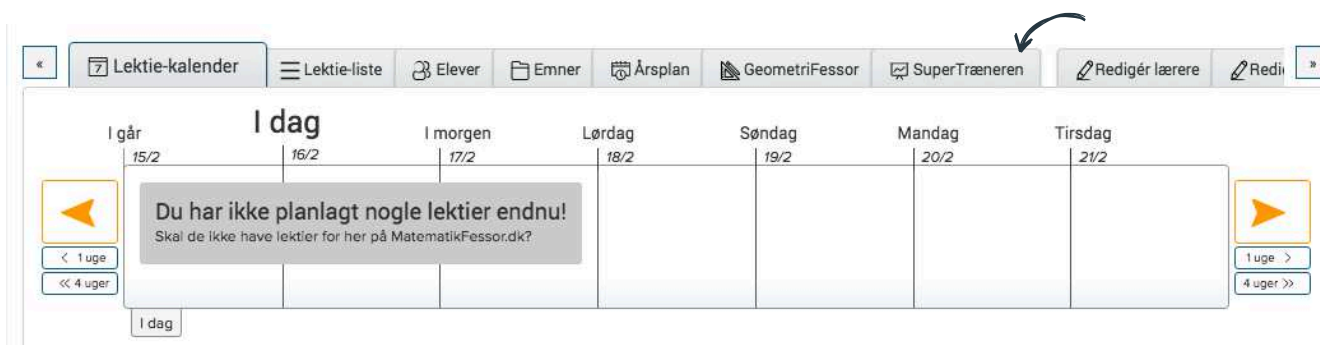 «
7 Lektie-kalender
Lektie-liste
Elever
Emner
Årsplan
GeometriFessor
SuperTræneren
Redigér lærere
Redi
»
I går
I dag
I morgen
Lørdag
Søndag
Mandag
Tirsdag
15/2
16/2
17/2
18/2
19/2
20/2
21/2
Du har ikke planlagt nogle lektier endnu!
Skal de ikke have lektier for her på MatematikFessor.dk?
< 1 uge
<< 4 uger
1 uge >
4 uger >>
I dag